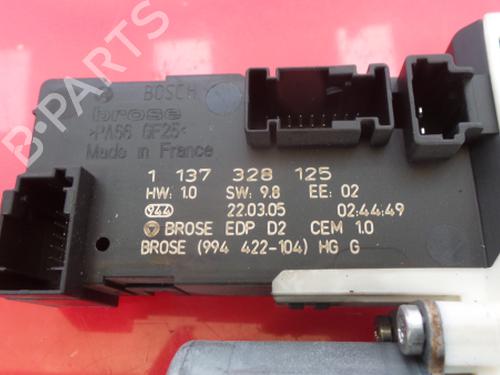 BOSCH
brose
>PA66 GF25<
Made in France
1 137 328 125
HW: 1.0 SW: 9.8 EE: 02
944 22.03.05 02:44:49
BROSE EDP D2 CEM 1.0
BROSE (994 422-104) HG G